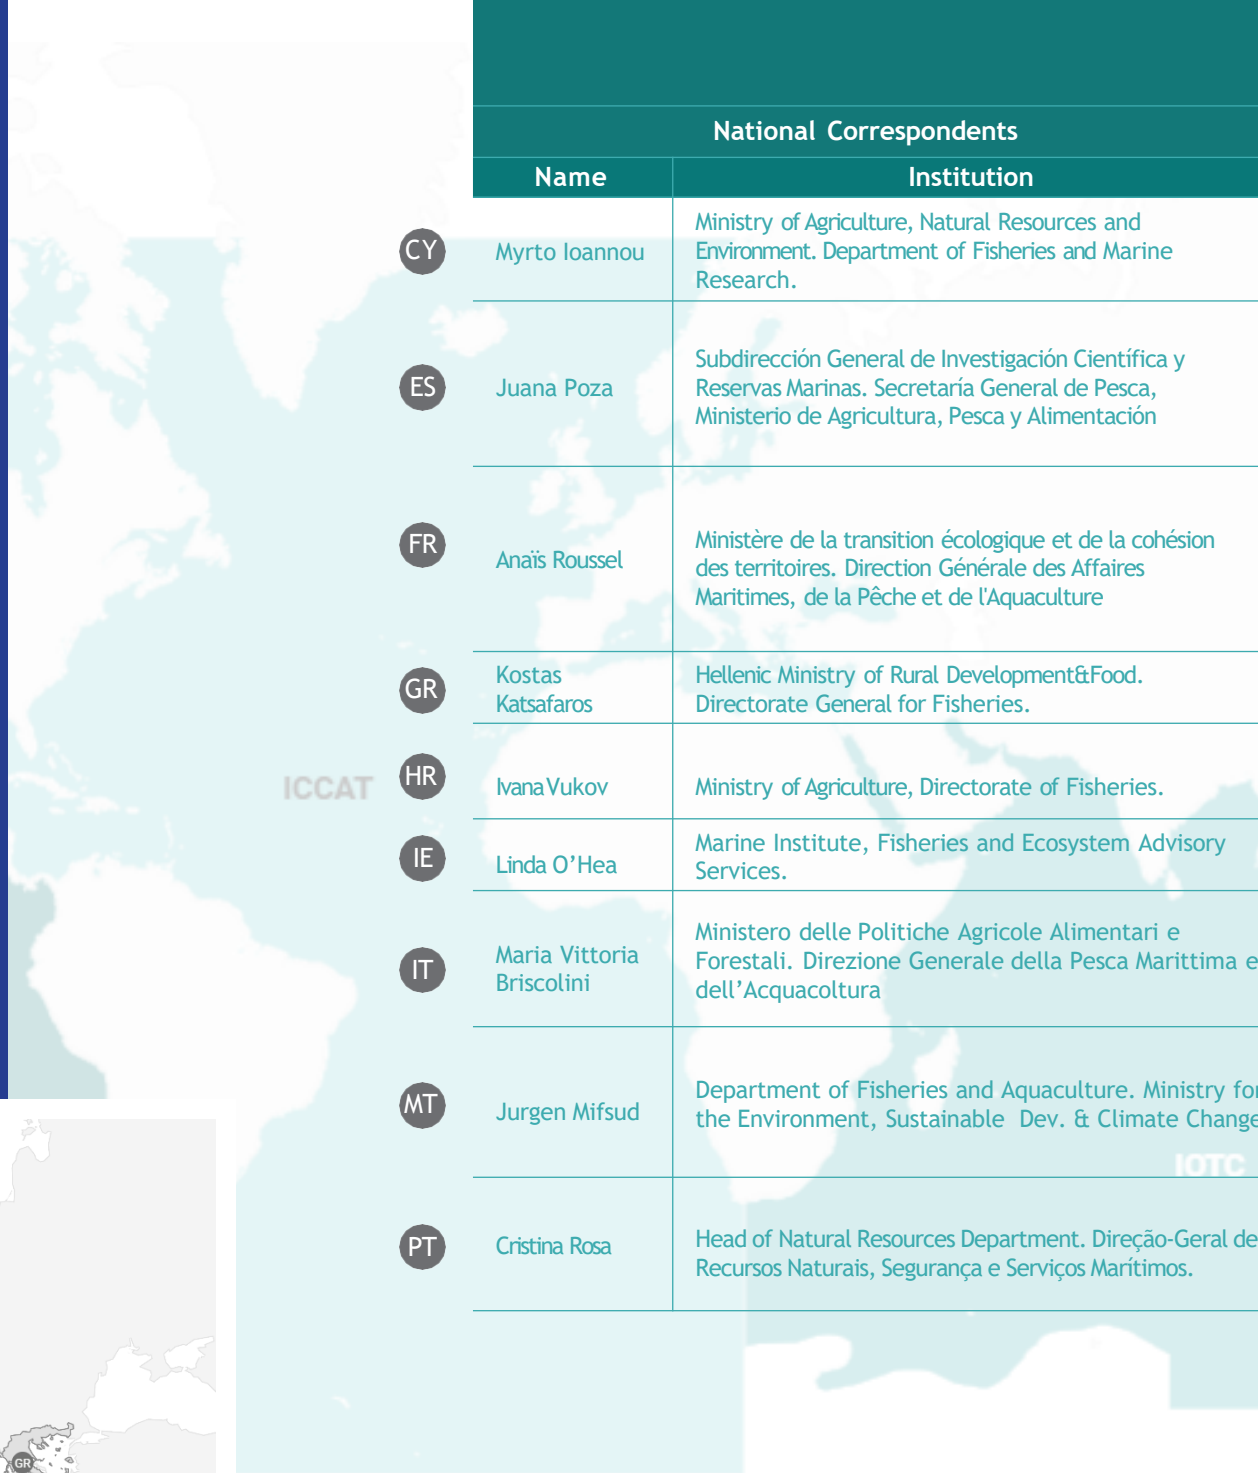 National Correspondents
Name Institution
CY Myrto Ioannou
Ministry of Agriculture, Natural Resources and
Environment. Department of Fisheries and Marine
Research.
ES Juana Poza
Subdirección General de Investigación Científica y
Reservas Marinas. Secretaría General de Pesca,
Ministerio de Agricultura, Pesca y Alimentación
FR Anaïs Roussel
Ministère de la transition écologique et de la cohésion
des territoires. Direction Générale des Affaires
Maritimes, de la Pêche et de l'Aquaculture
GR Kostas
Katsafaros
Hellenic Ministry of Rural Development&Food.
Directorate General for Fisheries.
ICCAT
HR Ivana Vukov
Ministry of Agriculture, Directorate of Fisheries.
IE Linda O’Hea
Marine Institute, Fisheries and Ecosystem Advisory
Services.
IT Maria Vittoria
Briscolini
Ministero delle Politiche Agricole Alimentari e
Forestali. Direzione Generale della Pesca Marittima e
dell’Acquacoltura
MT Jurgen Mifsud
Department of Fisheries and Aquaculture. Ministry for
the Environment, Sustainable Dev. & Climate Change
IOTC
PT Cristina Rosa
Head of Natural Resources Department. Direção-Geral de
Recursos Naturais, Segurança e Serviços Marítimos.
GR